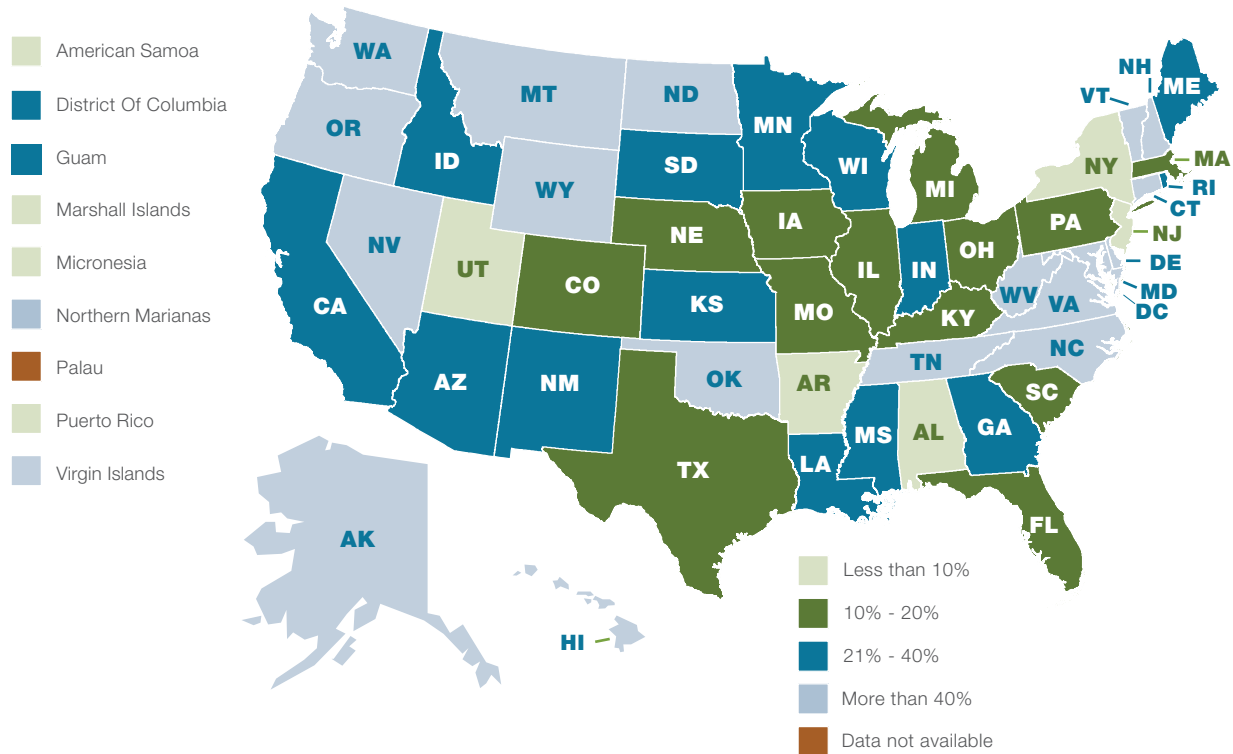 American Samoa
District Of Columbia
Guam
Marshall Islands
Micronesia
Northern Marianas
Palau
Puerto Rico
Virgin Islands
WA
MT
ND
MN
NH
VT
ME
OR
ID
SD
WI
MI
NY
MA
RI
CT
WY
NV
UT
CO
NE
IA
IL
IN
OH
PA
NJ
DE
MD
DC
CA
KS
MO
KY
WV
VA
AZ
NM
OK
AR
TN
NC
SC
TX
LA
MS
AL
GA
FL
AK
HI
Less than 10%
10% - 20%
21% - 40%
More than 40%
Data not available